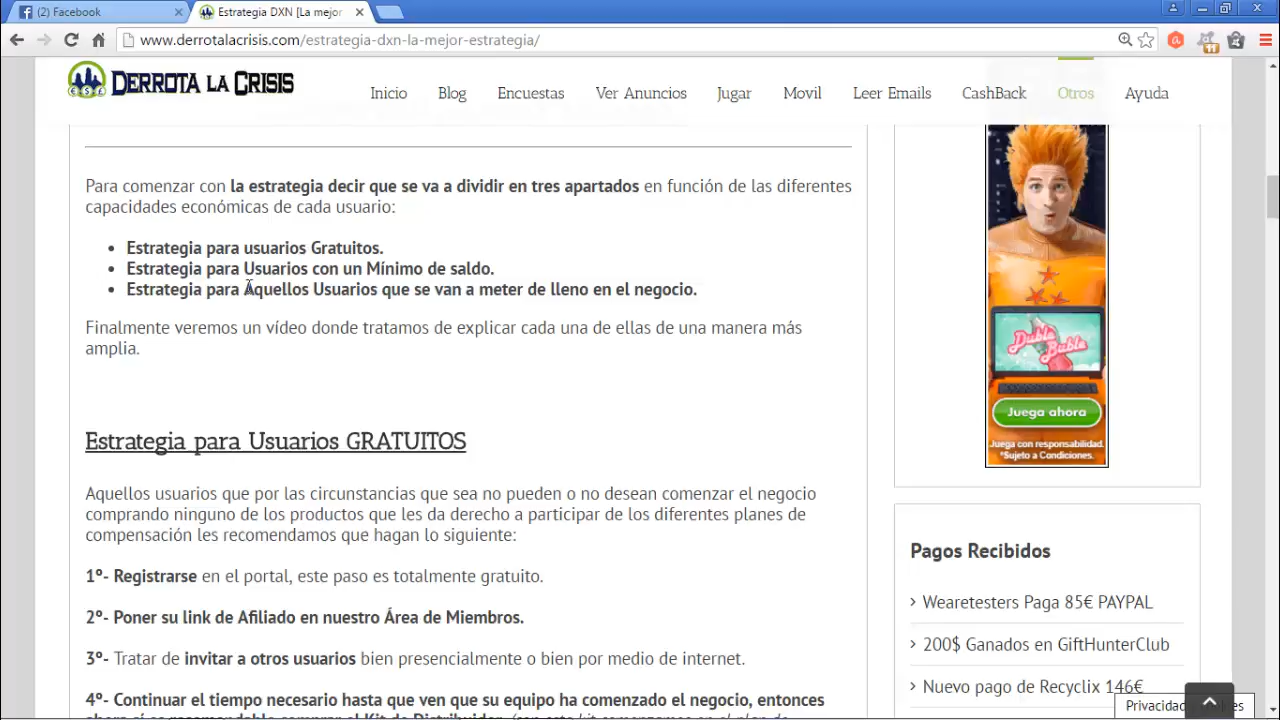 (2) Facebook
Estrategia DXN [La mejor
www.derrotalacrisis.com/estrategia-dxn-la-mejor-estrategia/
11
DERROTA LA CRISIS
Inicio Blog Encuestas Ver Anuncios Jugar Movil Leer Emails CashBack Otros Ayuda
Para comenzar con la estrategia decir que se va a dividir en tres apartados en función de las diferentes
capacidades económicas de cada usuario:
Estrategia para usuarios Gratuitos.
Estrategia para Usuarios con un Mínimo de saldo.
Estrategia para Aquellos Usuarios que se van a meter de lleno en el negocio.
Finalmente veremos un vídeo donde tratamos de explicar cada una de ellas de una manera más
amplia.
Estrategia para Usuarios GRATUITOS
Aquellos usuarios que por las circunstancias que sea no pueden o no desean comenzar el negocio
comprando ninguno de los productos que les da derecho a participar de los diferentes planes de
compensación les recomendamos que hagan lo siguiente:
1º- Registrarse en el portal, este paso es totalmente gratuito.
2º- Poner su link de Afiliado en nuestro Área de Miembros.
3º- Tratar de invitar a otros usuarios bien presencialmente o bien por medio de internet.
4º- Continuar el tiempo necesario hasta que ven que su equipo ha comenzado el negocio, entonces
Duble Buble
Juega ahora
Juega con responsabilidad.
*Sujeto a Condiciones.
Pagos Recibidos
> Wearetesters Paga 85€ PAYPAL
> 200$ Ganados en GiftHunterClub
> Nuevo pago de Recyclix 146€
Privacidad